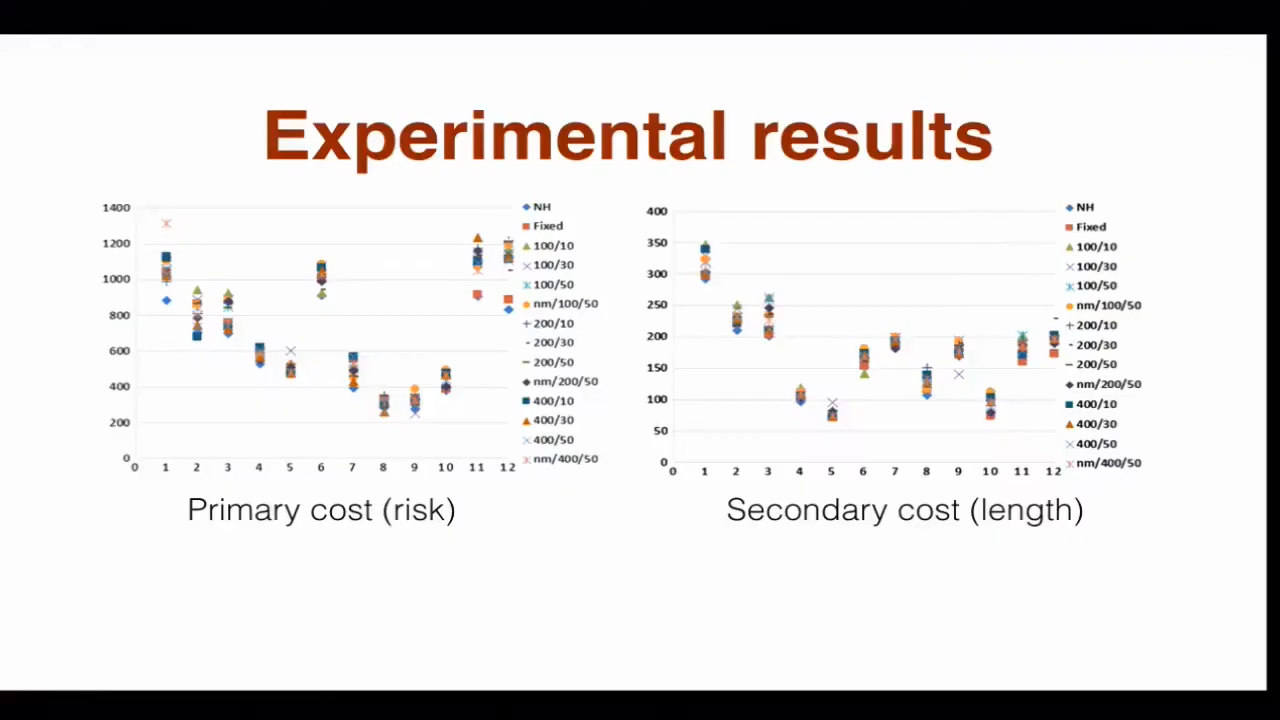 Experimental results
1400
1200
1000
800
600
400
200
0
0 1 2 3 4 5 6 7 8 9 10 11 12
NH
Fixed
100/10
100/30
100/50
nm/100/50
200/10
200/30
200/50
nm/200/50
400/10
400/30
400/50
nm/400/50
Primary cost (risk)
400
350
300
250
200
150
100
50
0
0 1 2 3 4 5 6 7 8 9 10 11 12
NH
Fixed
100/10
100/30
100/50
nm/100/50
200/10
200/30
200/50
nm/200/50
400/10
400/30
400/50
nm/400/50
Secondary cost (length)